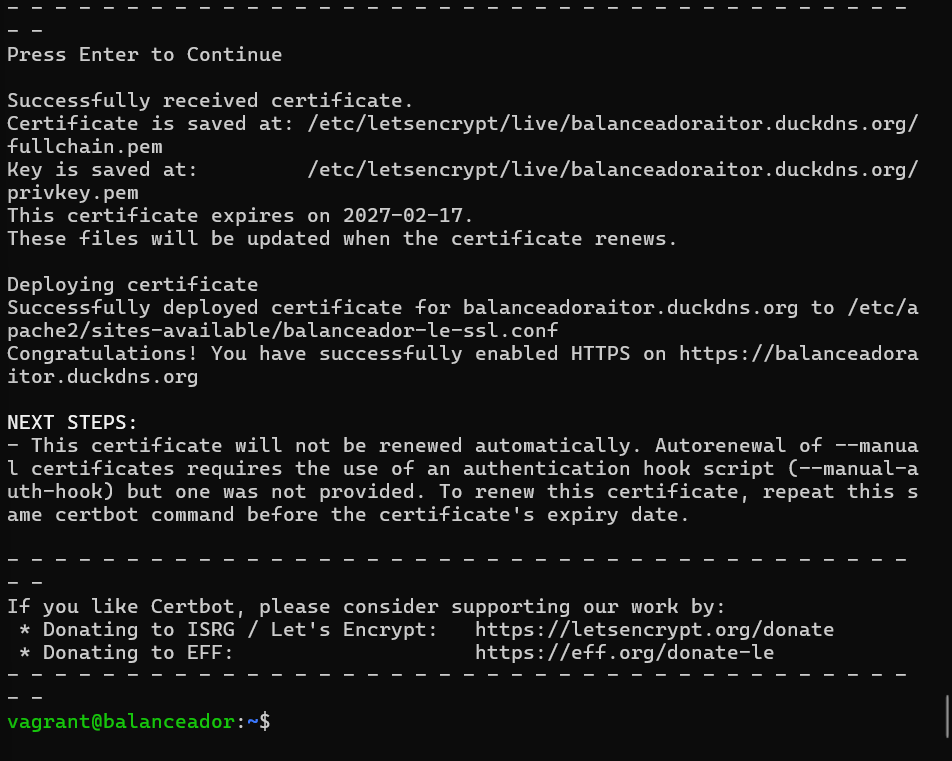 - - - - - - - - - - - - - - - - - - - - - - - - - - - - - - - - - - - - - -
- -
Press Enter to Continue

Successfully received certificate.
Certificate is saved at: /etc/letsencrypt/live/balanceadoraitor.duckdns.org/
fullchain.pem
Key is saved at:         /etc/letsencrypt/live/balanceadoraitor.duckdns.org/
privkey.pem
This certificate expires on 2027-02-17.
These files will be updated when the certificate renews.

Deploying certificate
Successfully deployed certificate for balanceadoraitor.duckdns.org to /etc/a
pache2/sites-available/balanceador-le-ssl.conf
Congratulations! You have successfully enabled HTTPS on https://balanceadora
itor.duckdns.org

NEXT STEPS:
- This certificate will not be renewed automatically. Autorenewal of --manua
l certificates requires the use of an authentication hook script (--manual-a
uth-hook) but one was not provided. To renew this certificate, repeat this s
ame certbot command before the certificate's expiry date.

- - - - - - - - - - - - - - - - - - - - - - - - - - - - - - - - - - - - - -
- -
If you like Certbot, please consider supporting our work by:
 * Donating to ISRG / Let's Encrypt:   https://letsencrypt.org/donate
 * Donating to EFF:                    https://eff.org/donate-le
- - - - - - - - - - - - - - - - - - - - - - - - - - - - - - - - - - - - - -
- -
vagrant@balanceador:~$